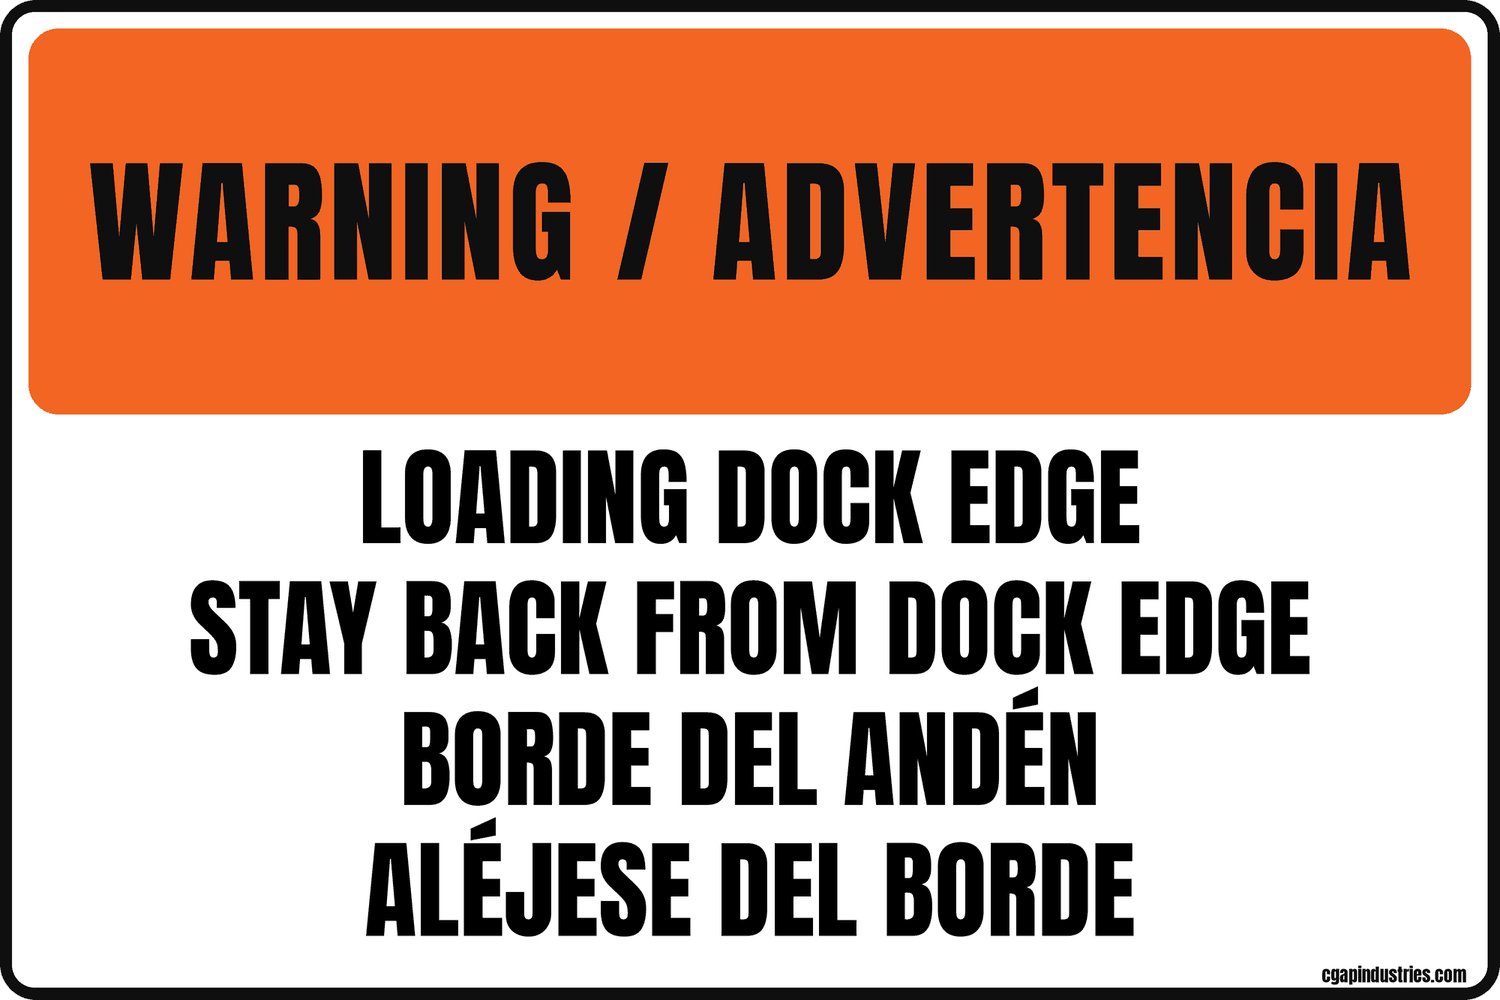 WARNING / ADVERTENCIA
LOADING DOCK EDGE
STAY BACK FROM DOCK EDGE
BORDE DEL ANDÉN
ALÉJESE DEL BORDE
cgapindustries.com